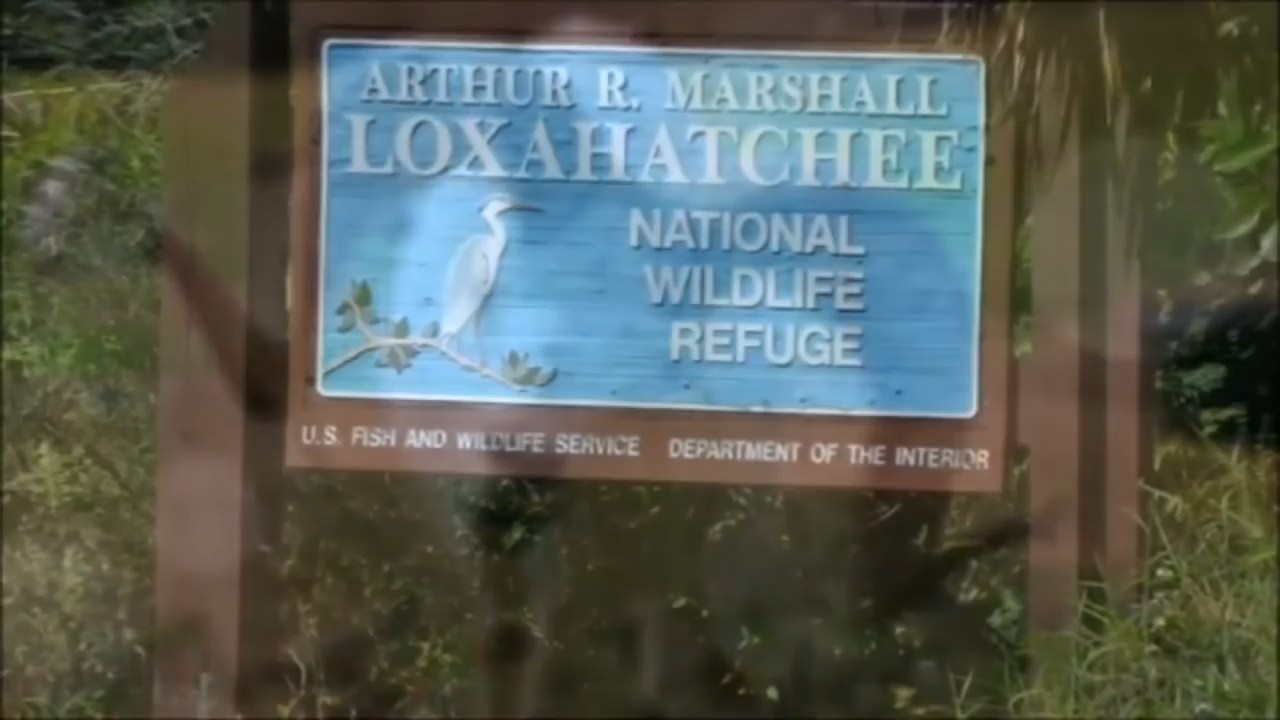 ARTHUR R. MARSHALL
LOXAHATCHEE
NATIONAL
WILDLIFE
REFUGE
U.S. FISH AND WILDLIFE SERVICE DEPARTMENT OF THE INTERIOR